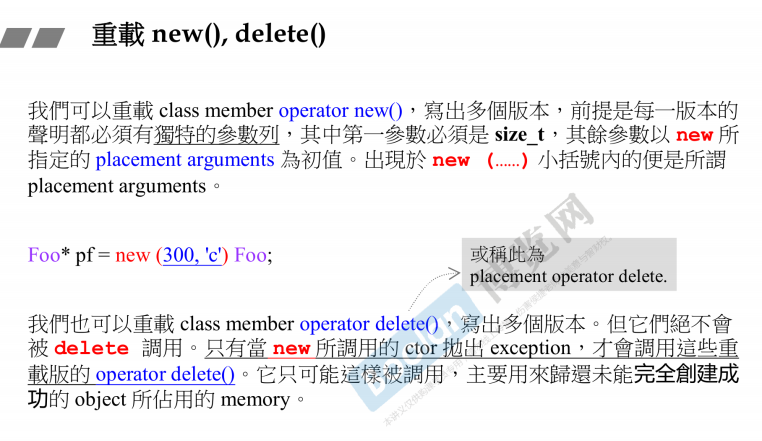 重載 new(), delete()
我們可以重載 class member operator new()，寫出多個版本，前提是每一版本的
聲明都必須有獨特的參數列，其中第一參數必須是 size_t，其餘參數以 new 所
指定的 placement arguments 為初值。出現於 new (……) 小括號內的便是所謂
placement arguments。
Foo* pf = new (300, 'c') Foo;
或稱此為
placement operator delete.
我們也可以重載 class member operator delete()，寫出多個版本。但它們絕不會
被 delete 調用。只有當 new 所調用的 ctor 拋出 exception，才會調用這些重
載版的 operator delete()。它只可能這樣被調用，主要用來歸還未能完全創建成
功的 object 所佔用的 memory。
博览网